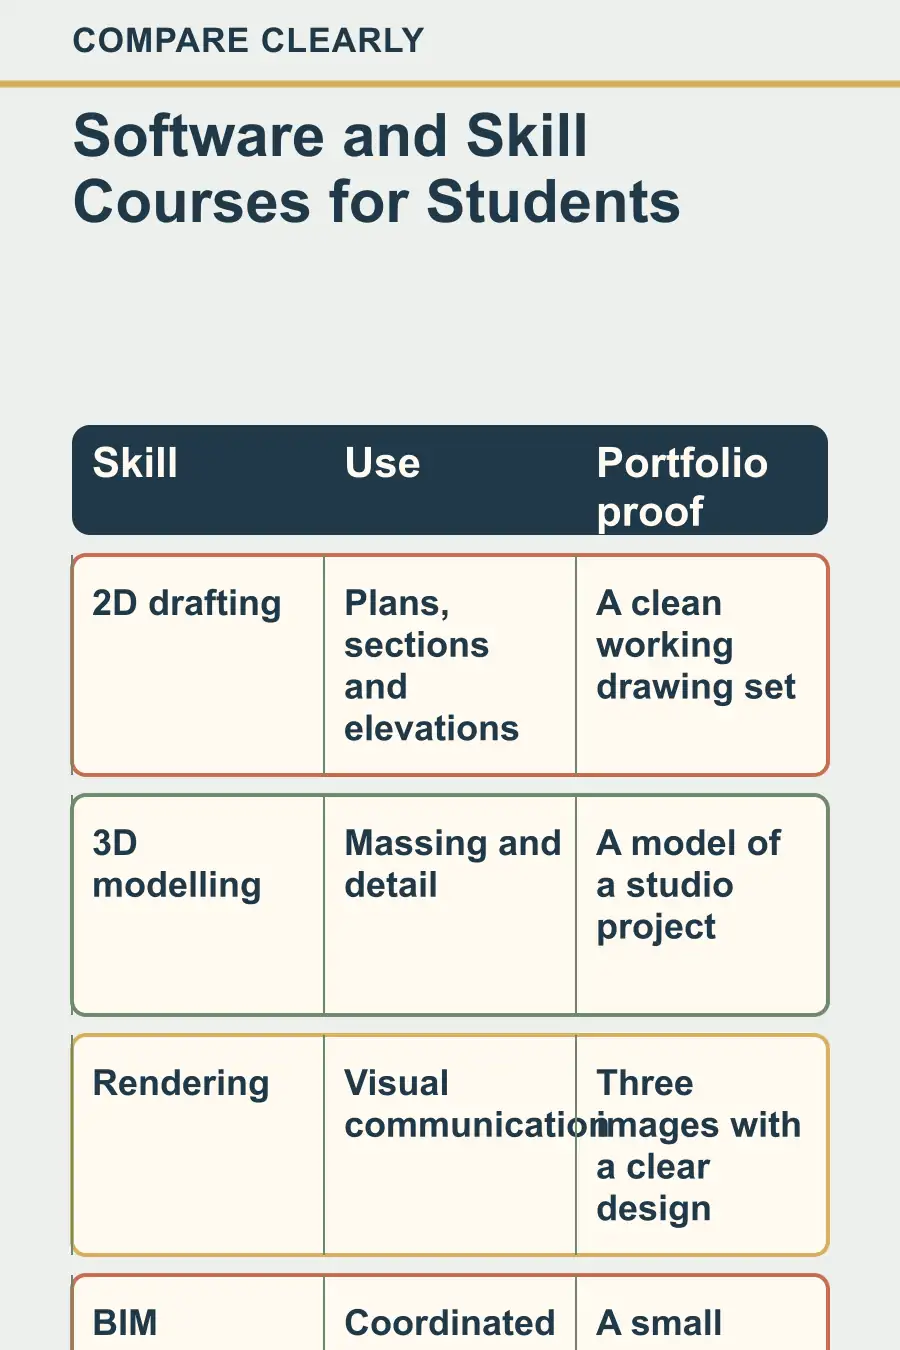 COMPARE CLEARLY
Software and Skill
Courses for Students
Skill
Use
Portfolio
proof
2D drafting
Plans,
sections
and
elevations
A clean
working
drawing set
3D
modelling
Massing and
detail
A model of
a studio
project
Rendering
Visual
communication
Three
images with
a clear
design
BIM
Coordinated
A small